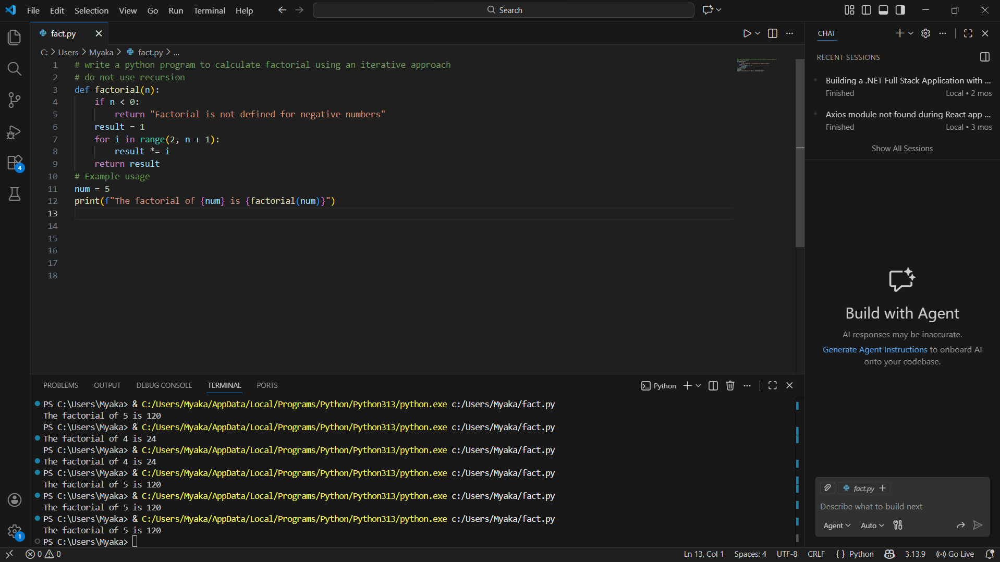 File Edit Selection View Go Run Terminal Help
Search
fact.py
C: > Users > Myaka > fact.py > ...
1 # write a python program to calculate factorial using an iterative approach
2 # do not use recursion
3 def factorial(n):
4 if n < 0:
5 return "Factorial is not defined for negative numbers"
6 result = 1
7 for i in range(2, n + 1):
8 result *= i
9 return result
10 # Example usage
11 num = 5
12 print(f"The factorial of {num} is {factorial(num)}")
13
14
15
16
17
18
PROBLEMS OUTPUT DEBUG CONSOLE TERMINAL PORTS
Python
PS C:\Users\Myaka> & C:/Users/Myaka/AppData/Local/Programs/Python/Python313/python.exe c:/Users/Myaka/fact.py
The factorial of 5 is 120
PS C:\Users\Myaka> & C:/Users/Myaka/AppData/Local/Programs/Python/Python313/python.exe c:/Users/Myaka/fact.py
The factorial of 4 is 24
PS C:\Users\Myaka> & C:/Users/Myaka/AppData/Local/Programs/Python/Python313/python.exe c:/Users/Myaka/fact.py
The factorial of 4 is 24
PS C:\Users\Myaka> & C:/Users/Myaka/AppData/Local/Programs/Python/Python313/python.exe c:/Users/Myaka/fact.py
The factorial of 5 is 120
PS C:\Users\Myaka> & C:/Users/Myaka/AppData/Local/Programs/Python/Python313/python.exe c:/Users/Myaka/fact.py
The factorial of 5 is 120
PS C:\Users\Myaka> & C:/Users/Myaka/AppData/Local/Programs/Python/Python313/python.exe c:/Users/Myaka/fact.py
The factorial of 5 is 120
PS C:\Users\Myaka>
CHAT
RECENT SESSIONS
Building a .NET Full Stack Application with ...
Finished Local • 2 mos
Axios module not found during React app ...
Finished Local • 3 mos
Show All Sessions
Build with Agent
AI responses may be inaccurate.
Generate Agent Instructions to onboard AI
onto your codebase.
fact.py
Describe what to build next
Agent Auto
4
1
0 0
Ln 13, Col 1 Spaces: 4 UTF-8 CRLF { } Python 3.13.9 Go Live